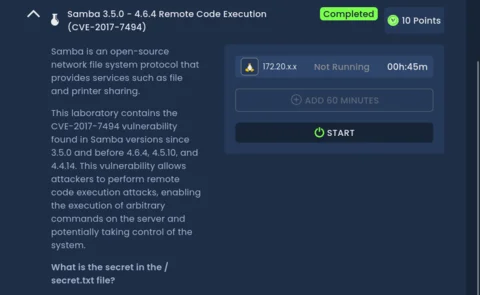 Samba 3.5.0 - 4.6.4 Remote Code Execution
(CVE-2017-7494)
Completed
10 Points
Samba is an open-source
network file system protocol that
provides services such as file
and printer sharing.
This laboratory contains the
CVE-2017-7494 vulnerability
found in Samba versions since
3.5.0 and before 4.6.4, 4.5.10, and
4.4.14. This vulnerability allows
attackers to perform remote
code execution attacks, enabling
the execution of arbitrary
commands on the server and
potentially taking control of the
system.
What is the secret in the /
secret.txt file?
172.20.x.x
Not Running
00h:45m
ADD 60 MINUTES
START